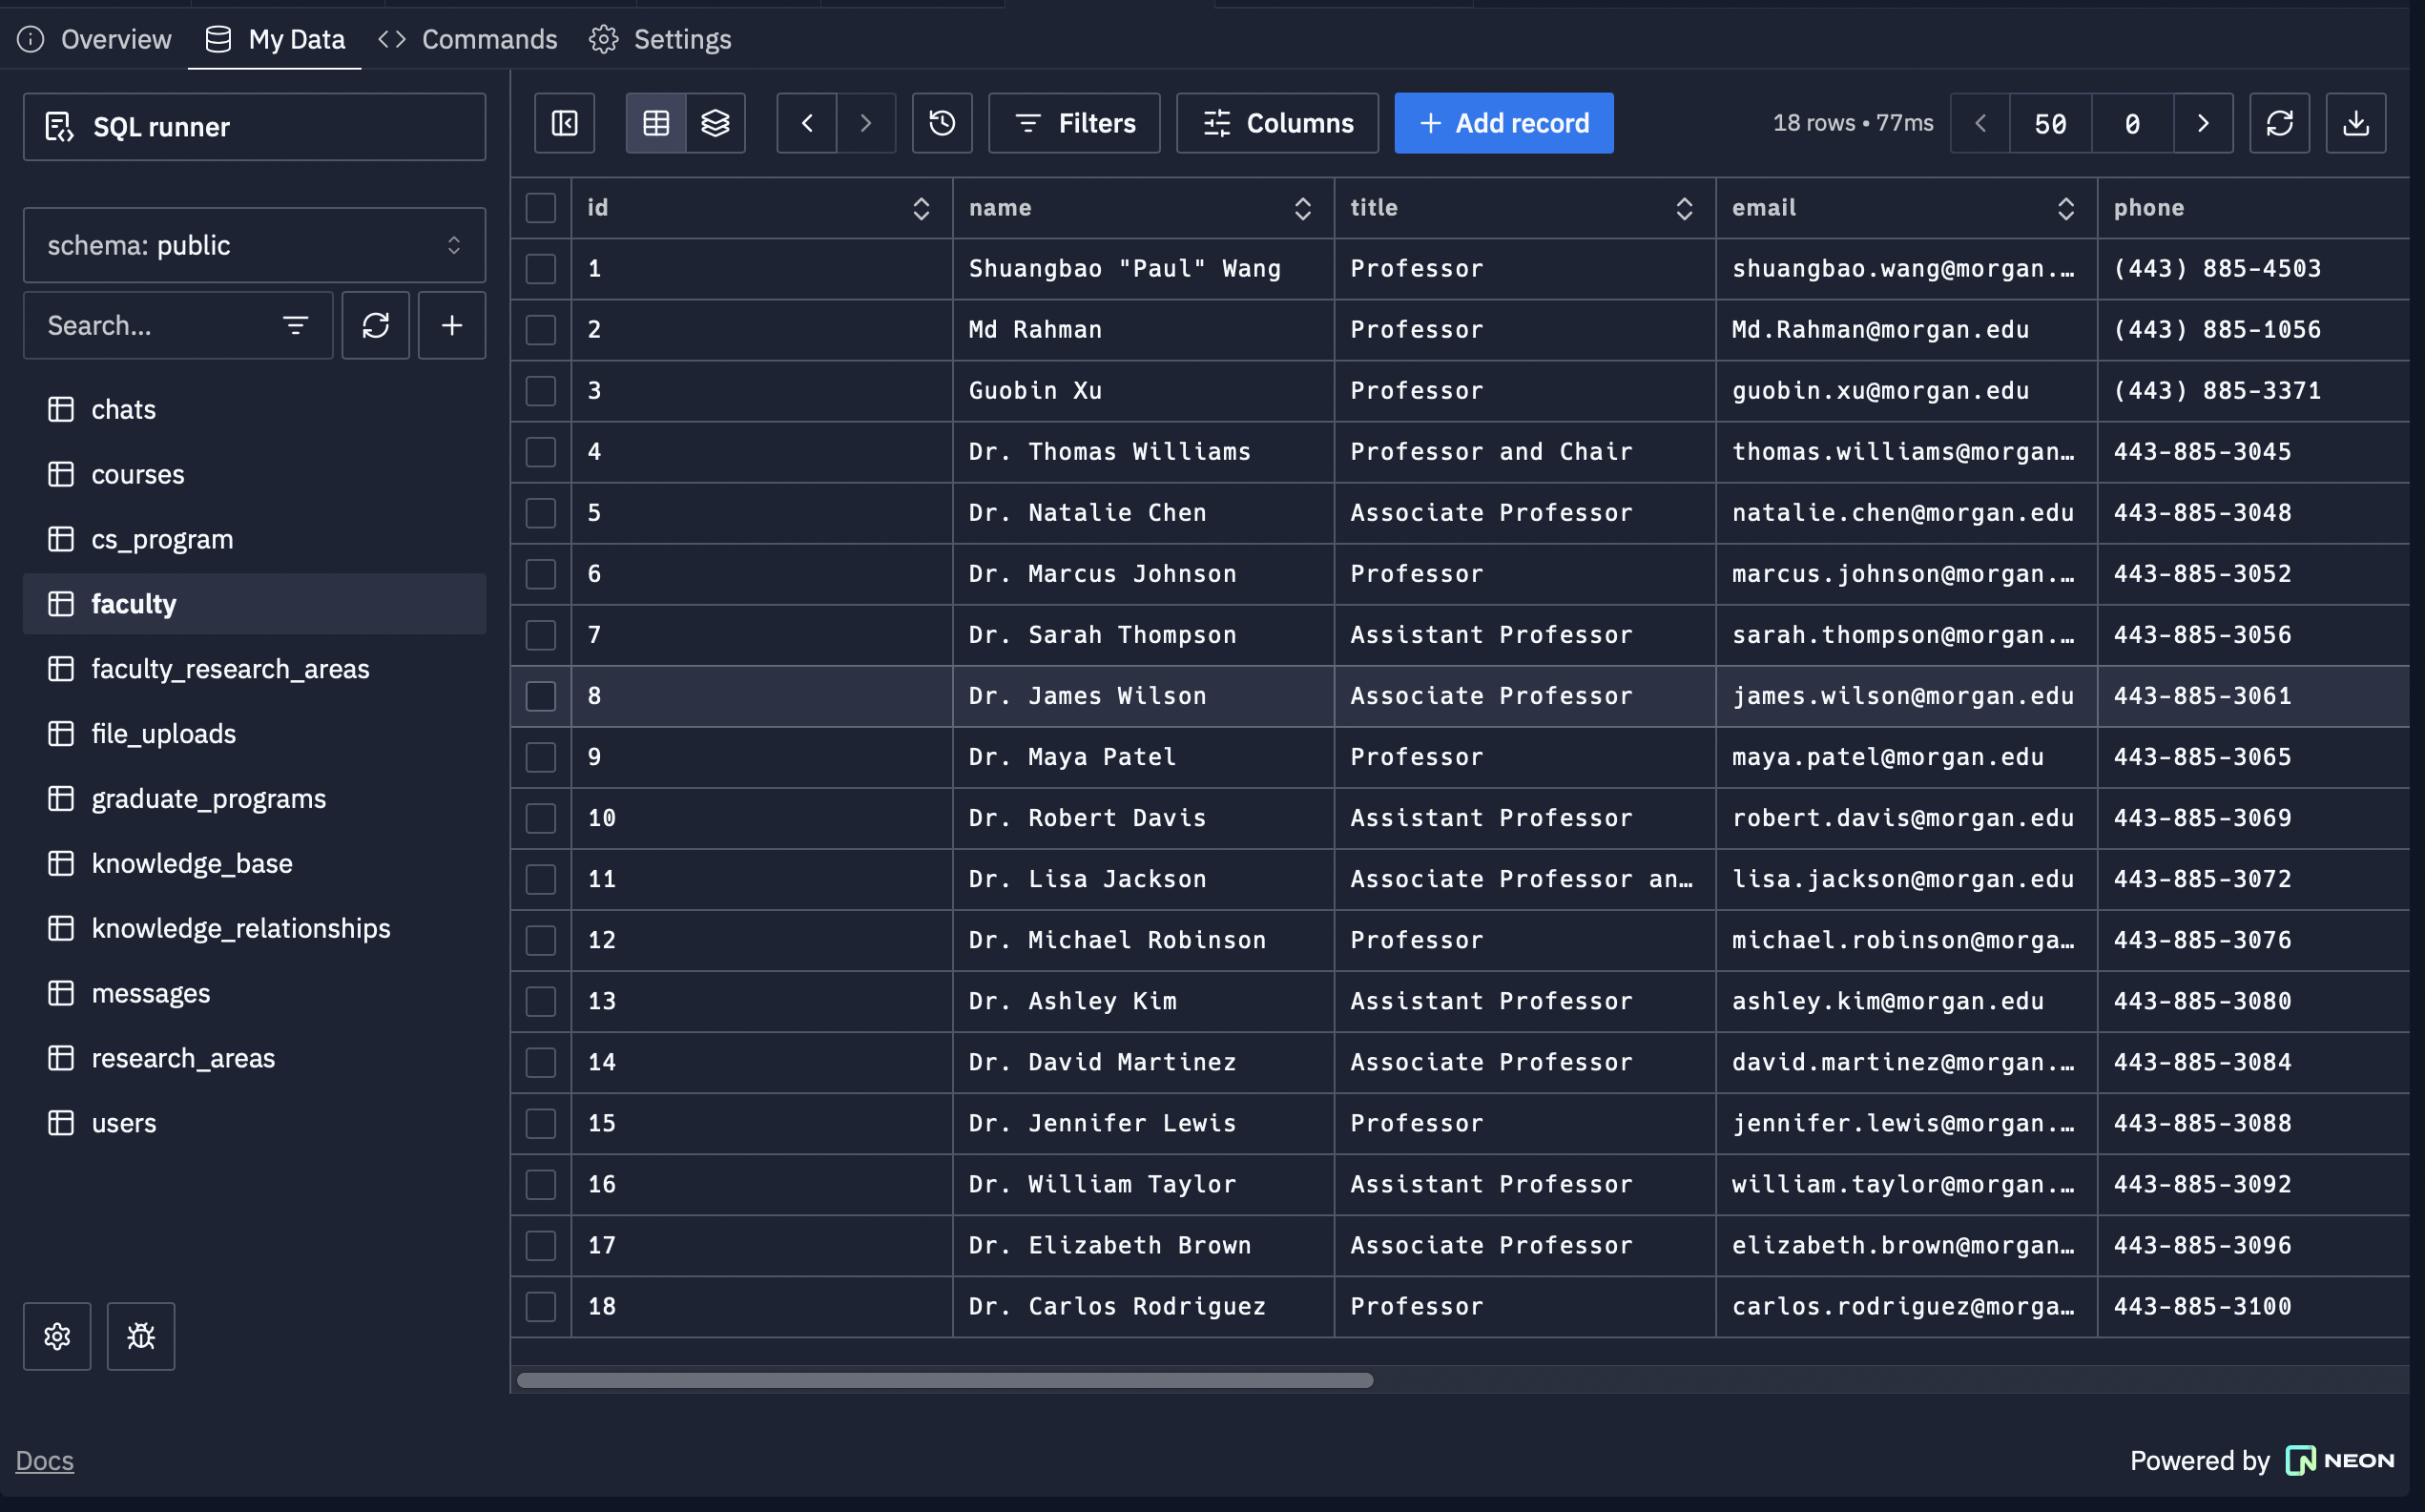 Overview My Data Commands Settings
SQL runner
Filters Columns Add record 18 rows • 77ms 50 0
schema: public
Search...
chats
courses
cs_program
faculty
faculty_research_areas
file_uploads
graduate_programs
knowledge_base
knowledge_relationships
messages
research_areas
users
id name title email phone
1 Shuangbao "Paul" Wang Professor shuangbao.wang@morgan.… (443) 885-4503
2 Md Rahman Professor Md.Rahman@morgan.edu (443) 885-1056
3 Guobin Xu Professor guobin.xu@morgan.edu (443) 885-3371
4 Dr. Thomas Williams Professor and Chair thomas.williams@morgan… 443-885-3045
5 Dr. Natalie Chen Associate Professor natalie.chen@morgan.edu 443-885-3048
6 Dr. Marcus Johnson Professor marcus.johnson@morgan.… 443-885-3052
7 Dr. Sarah Thompson Assistant Professor sarah.thompson@morgan.… 443-885-3056
8 Dr. James Wilson Associate Professor james.wilson@morgan.edu 443-885-3061
9 Dr. Maya Patel Professor maya.patel@morgan.edu 443-885-3065
10 Dr. Robert Davis Assistant Professor robert.davis@morgan.edu 443-885-3069
11 Dr. Lisa Jackson Associate Professor an… lisa.jackson@morgan.edu 443-885-3072
12 Dr. Michael Robinson Professor michael.robinson@morga… 443-885-3076
13 Dr. Ashley Kim Assistant Professor ashley.kim@morgan.edu 443-885-3080
14 Dr. David Martinez Associate Professor david.martinez@morgan.… 443-885-3084
15 Dr. Jennifer Lewis Professor jennifer.lewis@morgan.… 443-885-3088
16 Dr. William Taylor Assistant Professor william.taylor@morgan.… 443-885-3092
17 Dr. Elizabeth Brown Associate Professor elizabeth.brown@morgan… 443-885-3096
18 Dr. Carlos Rodriguez Professor carlos.rodriguez@morga… 443-885-3100
Docs
Powered by NEON